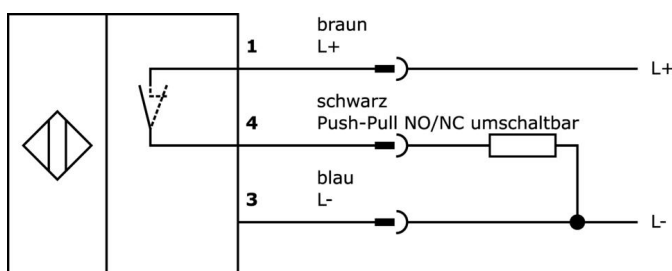 braun
1 L+
L+
schwarz
4 Push-Pull NO/NC umschaltbar
blau
3 L-
L-